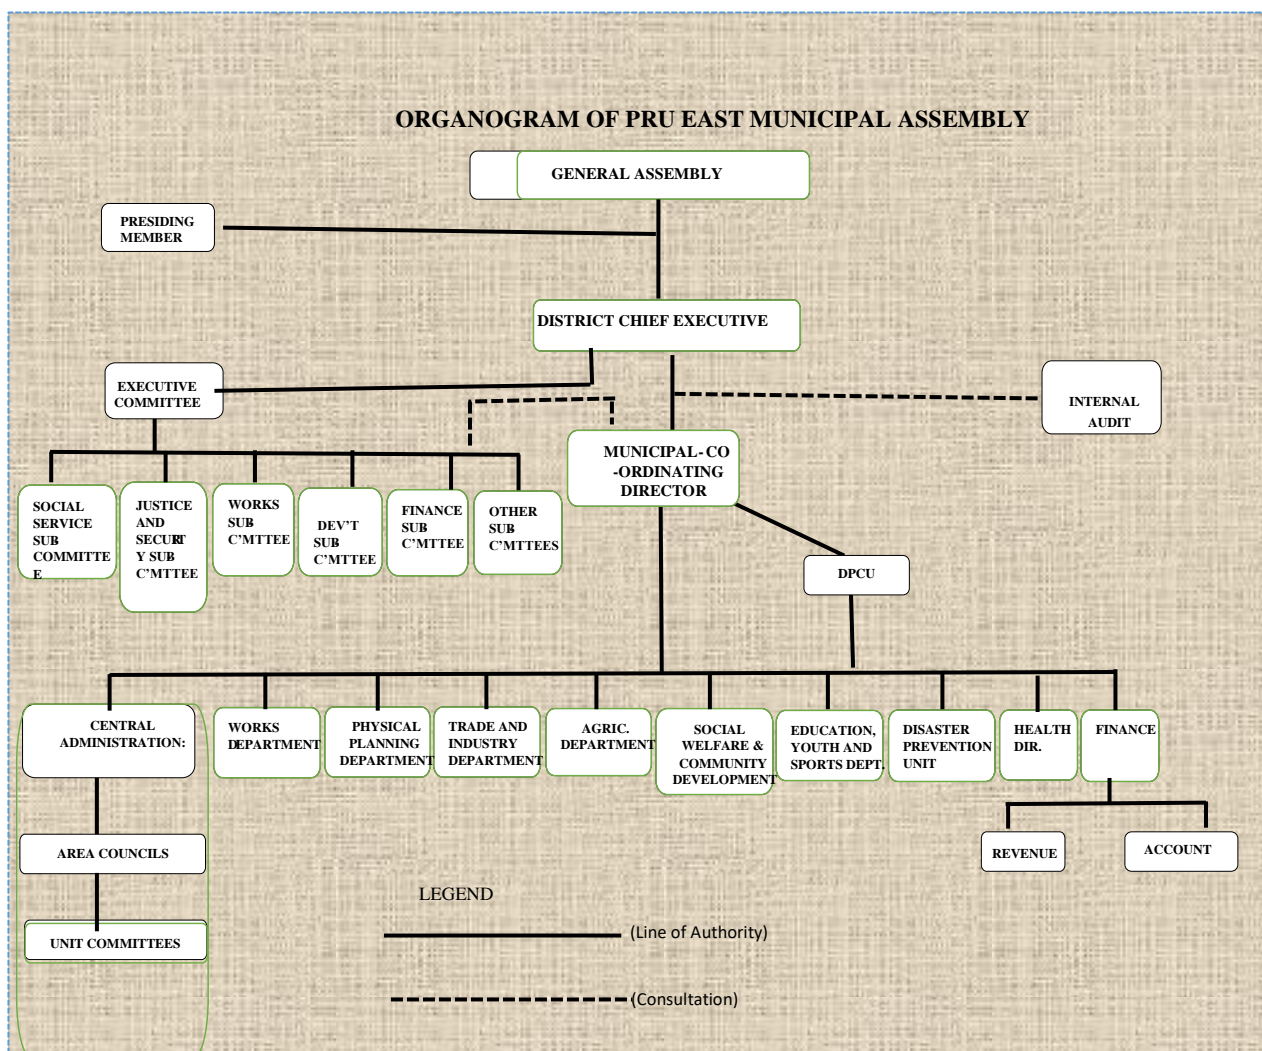 ORGANOGRAM OF PRU EAST MUNICIPAL ASSEMBLY
GENERAL ASSEMBLY
PRESIDING
MEMBER
DISTRICT CHIEF EXECUTIVE
EXECUTIVE
COMMITTEE
INTERNAL
AUDIT
MUNICIPAL-CO
-ORDINATING
DIRECTOR
SOCIAL
SERVICE
SUB
COMMITTE
E
JUSTICE
AND
SECURIT
Y SUB
C’MTTEE
WORKS
SUB
C’MTTEE
DEV’T
SUB
C’MTTEE
FINANCE
SUB
C’MTTEE
OTHER
SUB
C’MTTEES
DPCU
CENTRAL
ADMINISTRATION:
WORKS
DEPARTMENT
PHYSICAL
PLANNING
DEPARTMENT
TRADE AND
INDUSTRY
DEPARTMENT
AGRIC.
DEPARTMENT
SOCIAL
WELFARE &
COMMUNITY
DEVELOPMENT
EDUCATION,
YOUTH AND
SPORTS DEPT.
DISASTER
PREVENTION
UNIT
HEALTH
DIR.
FINANCE
AREA COUNCILS
REVENUE
ACCOUNT
UNIT COMMITTEES
LEGEND
(Line of Authority)
(Consultation)